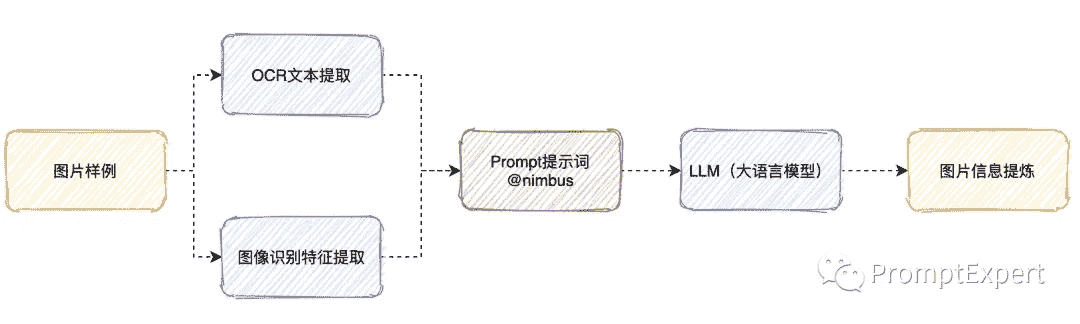 图片样例
OCR文本提取
图像识别特征提取
Prompt提示词
@nimbus
LLM（大语言模型）
图片信息提炼
PromptExpert